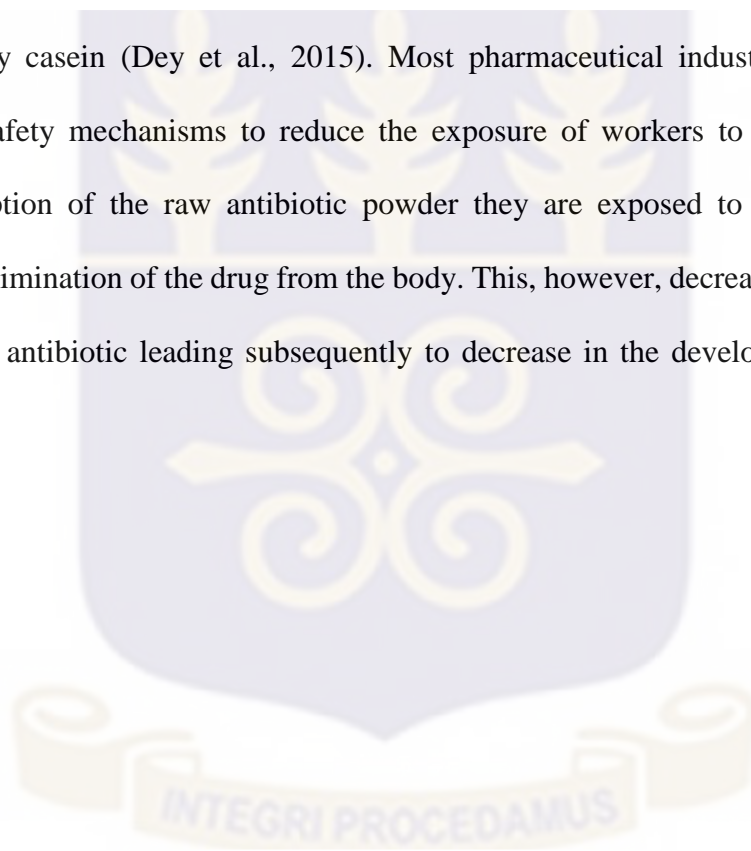 y casein (Dey et al., 2015). Most pharmaceutical indust
afety mechanisms to reduce the exposure of workers to
otion of the raw antibiotic powder they are exposed to
limination of the drug from the body. This, however, decrea
antibiotic leading subsequently to decrease in the develo
INTEGRI PROCEDAMUS